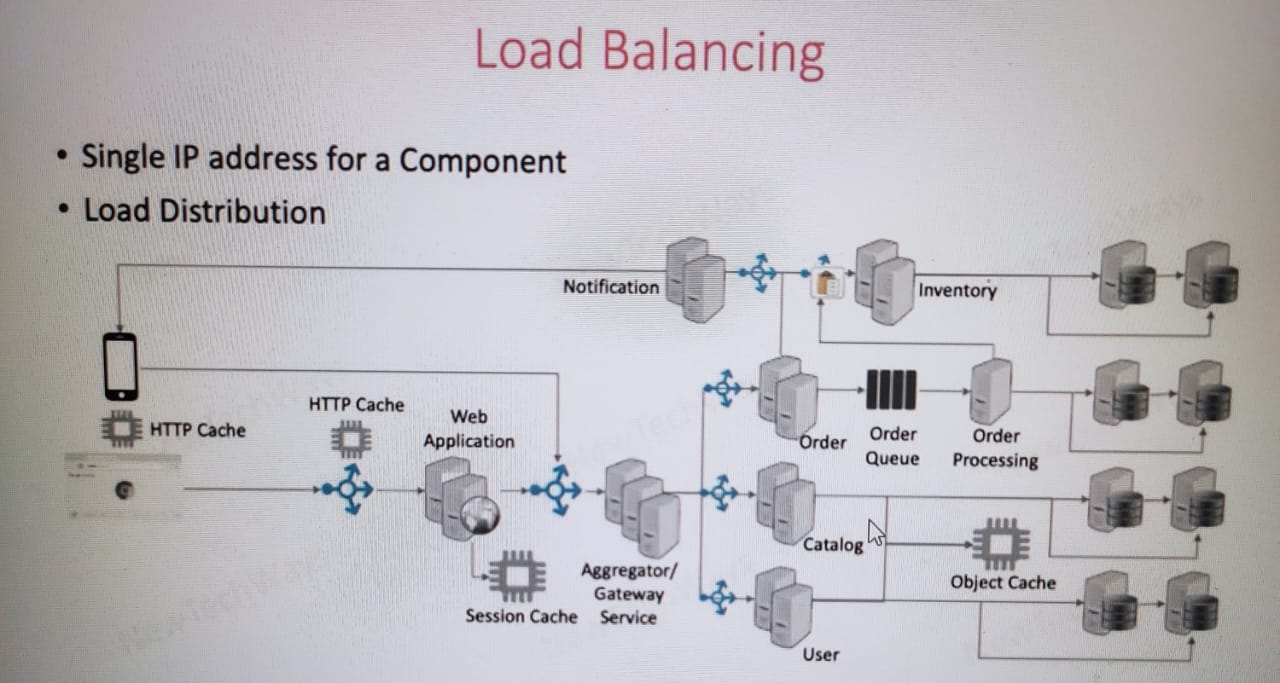 Load Balancing
• Single IP address for a Component
• Load Distribution
Notification
Inventory
HTTP Cache
HTTP Cache
Web
Application
Order
Order
Queue
Order
Processing
Catalog
Object Cache
Aggregator/
Gateway
Service
Session Cache
User